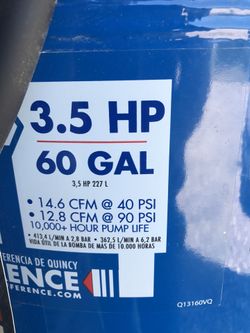 3.5 HP
60 GAL
3,5 HP 227 L
• 14.6 CFM @ 40 PSI
• 12.8 CFM @ 90 PSI
10,000+ HOUR PUMP LIFE
• 413,4 L/MIN A 2,8 BAR • 362,5 L/MIN A 6,2 BAR
VIDA ÚTIL DE LA BOMBA DE MÁS DE 10.000 HORAS
ERENCIA DE QUINCY
ENCE
FERENCE.COM
Q13160VQ